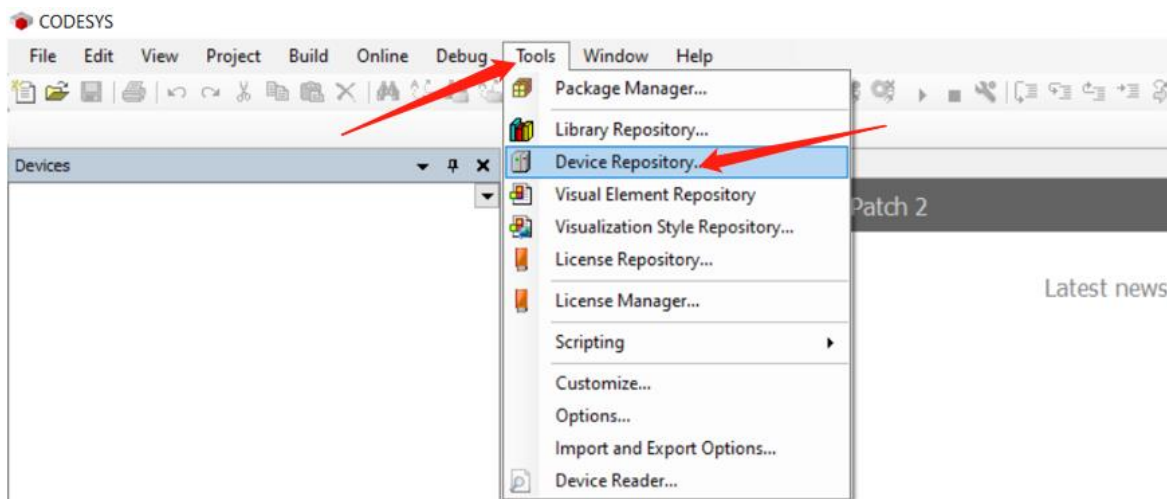 CODESYS
File Edit View Project Build Online Debug Tools Window Help
Package Manager...
Library Repository...
Devices
Device Repository...
Visual Element Repository
Patch 2
Visualization Style Repository...
License Repository...
Latest news
License Manager...
Scripting
Customize...
Options...
Import and Export Options...
Device Reader...